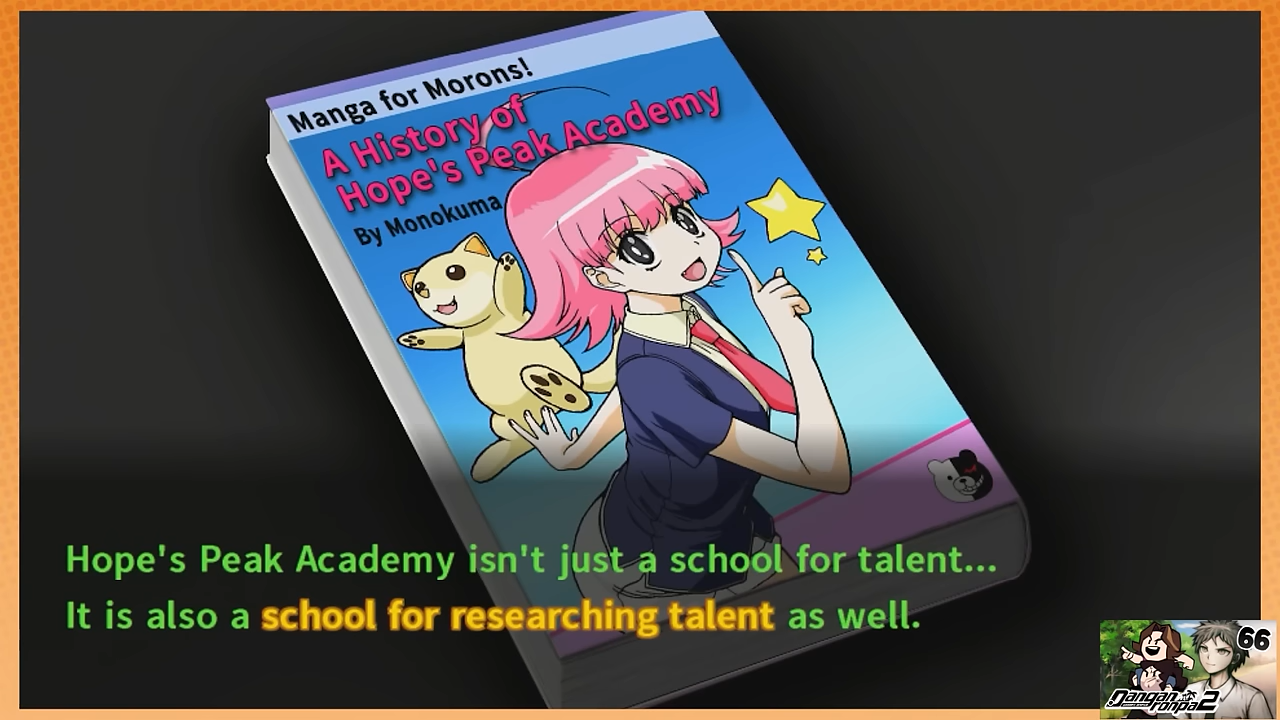 Manga for Morons!
A History of
Hope's Peak Academy
By Monokuma
Hope's Peak Academy isn't just a school for talent...
It is also a school for researching talent as well.
66
Danganronpa 2